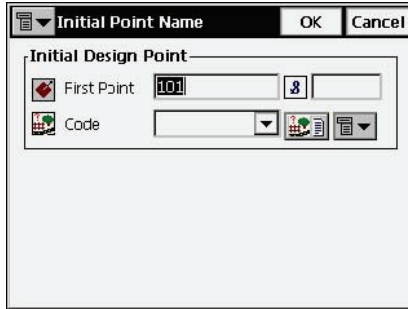 Initial Point Name OK Cancel
Initial Design Point
First Point 101
Code